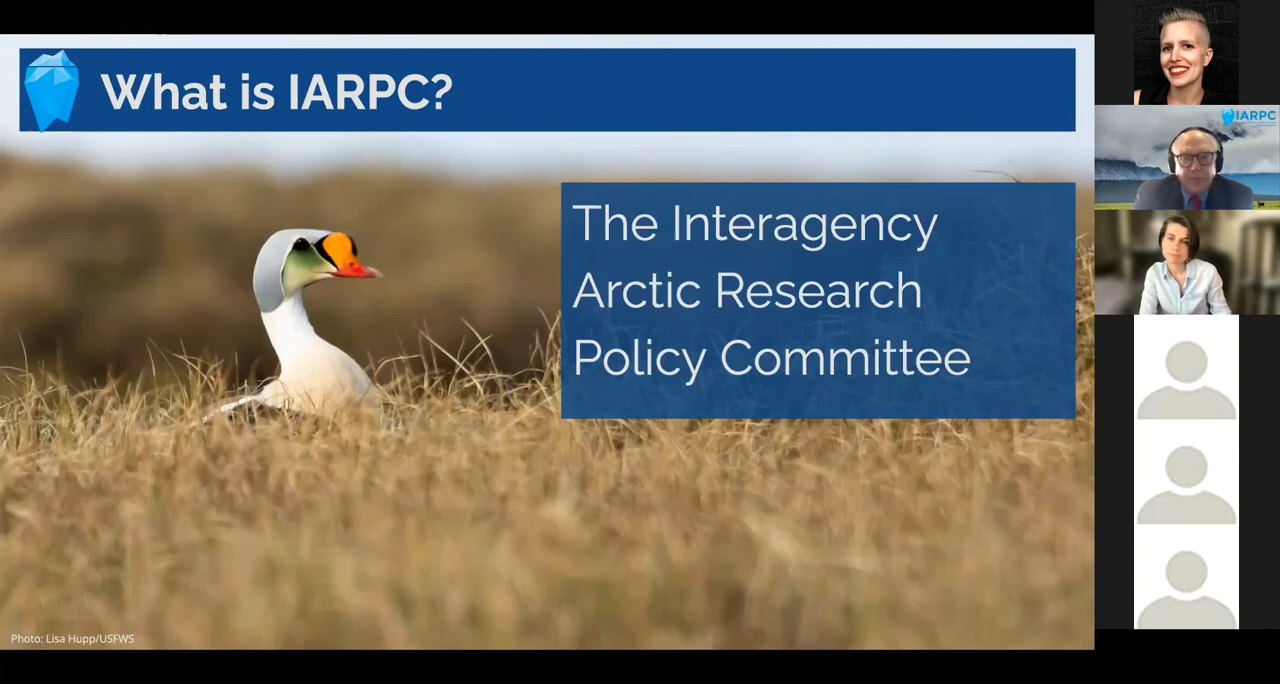 What is IARPC?
IARPC
The Interagency
Arctic Research
Policy Committee
Photo: Lisa Hupp/USFWS